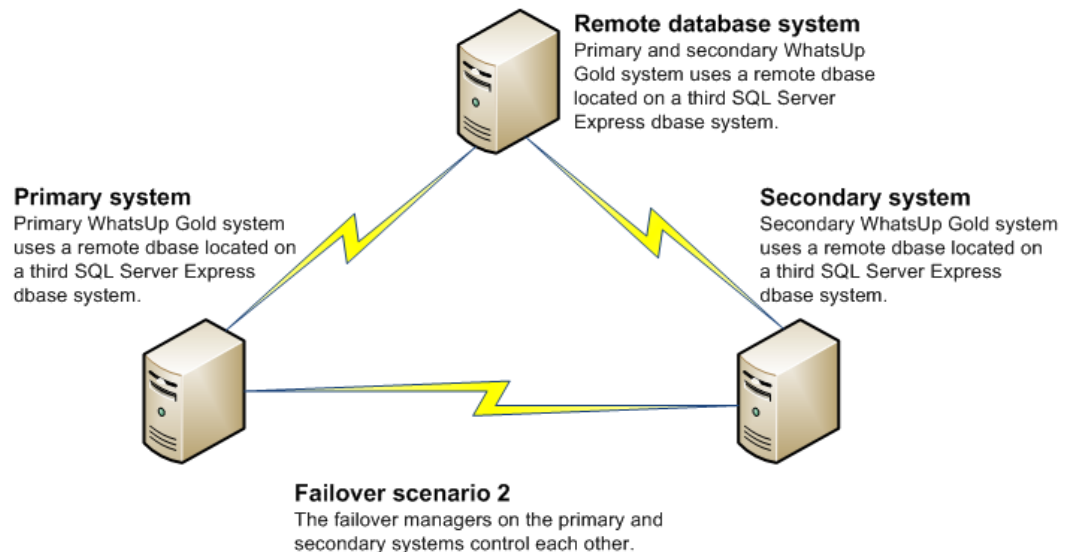 Remote database system
Primary and secondary WhatsUp
Gold system uses a remote dbase
located on a third SQL Server
Express dbase system.
Primary system
Primary WhatsUp Gold system
uses a remote dbase located on
a third SQL Server Express
dbase system.
Secondary system
Secondary WhatsUp Gold system
uses a remote dbase located on
a third SQL Server Express
dbase system.
Failover scenario 2
The failover managers on the primary and
secondary systems control each other.